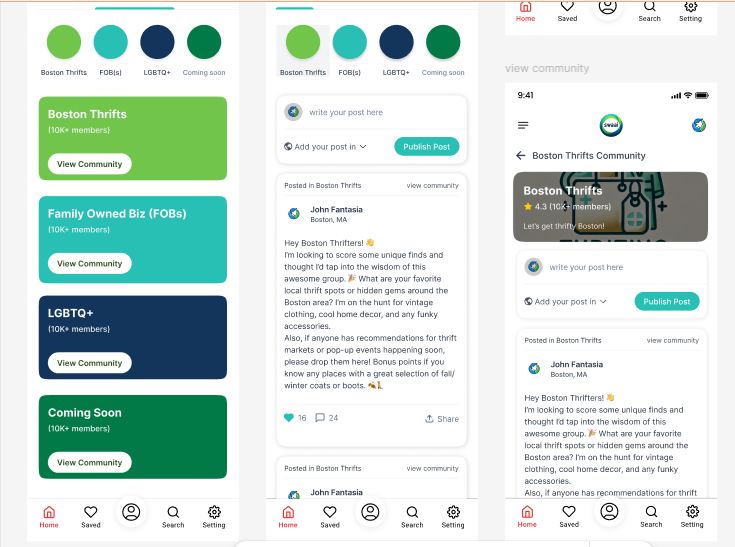 Boston Thrifts
FOB(s)
LGBTQ+
Coming soon
Boston Thrifts
(10K+ members)
View Community
Family Owned Biz (FOBs)
(10K+ members)
View Community
LGBTQ+
(10K+ members)
View Community
Coming Soon
(10K+ members)
View Community
Home
Saved
Search
Setting
Boston Thrifts
FOB(s)
LGBTQ+
Coming soon
write your post here
Add your post in
Publish Post
Posted in Boston Thrifts
view community
John Fantasia
Boston, MA
Hey Boston Thrifters! 👋
I'm looking to score some unique finds and
thought I'd tap into the wisdom of this
awesome group. 🎉 What are your favorite
local thrift spots or hidden gems around the
Boston area? I'm on the hunt for vintage
clothing, cool home decor, and any funky
accessories.
Also, if anyone has recommendations for thrift
markets or pop-up events happening soon,
please drop them here! Bonus points if you
know any places with a great selection of fall/
winter coats or boots. 🍂👢
16
24
Share
Posted in Boston Thrifts
view community
John Fantasia
Home
Saved
Search
Setting
Home
Saved
Search
Setting
view community
9:41
Boston Thrifts Community
Boston Thrifts
4.3 (10K+ members)
Let's get thrifty Boston!
write your post here
Add your post in
Publish Post
Posted in Boston Thrifts
view community
John Fantasia
Boston, MA
Hey Boston Thrifters! 👋
I'm looking to score some unique finds and
thought I'd tap into the wisdom of this
awesome group. 🎉 What are your favorite
local thrift spots or hidden gems around the
Boston area? I'm on the hunt for vintage
clothing, cool home decor, and any funky
accessories.
Also, if anyone has recommendations for thrift
Home
Saved
Search
Setting